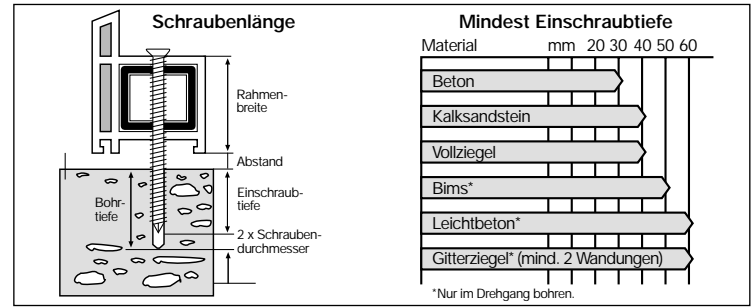 Schraubenlänge
Rahmen-
breite
Abstand
Bohr-
tiefe
Einschraub-
tiefe
2 x Schrauben-
durchmesser
Mindest Einschraubtiefe
Material mm 20 30 40 50 60
Beton
Kalksandstein
Vollziegel
Bims*
Leichtbeton*
Gitterziegel* (mind. 2 Wandungen)
*Nur im Drehgang bohren.